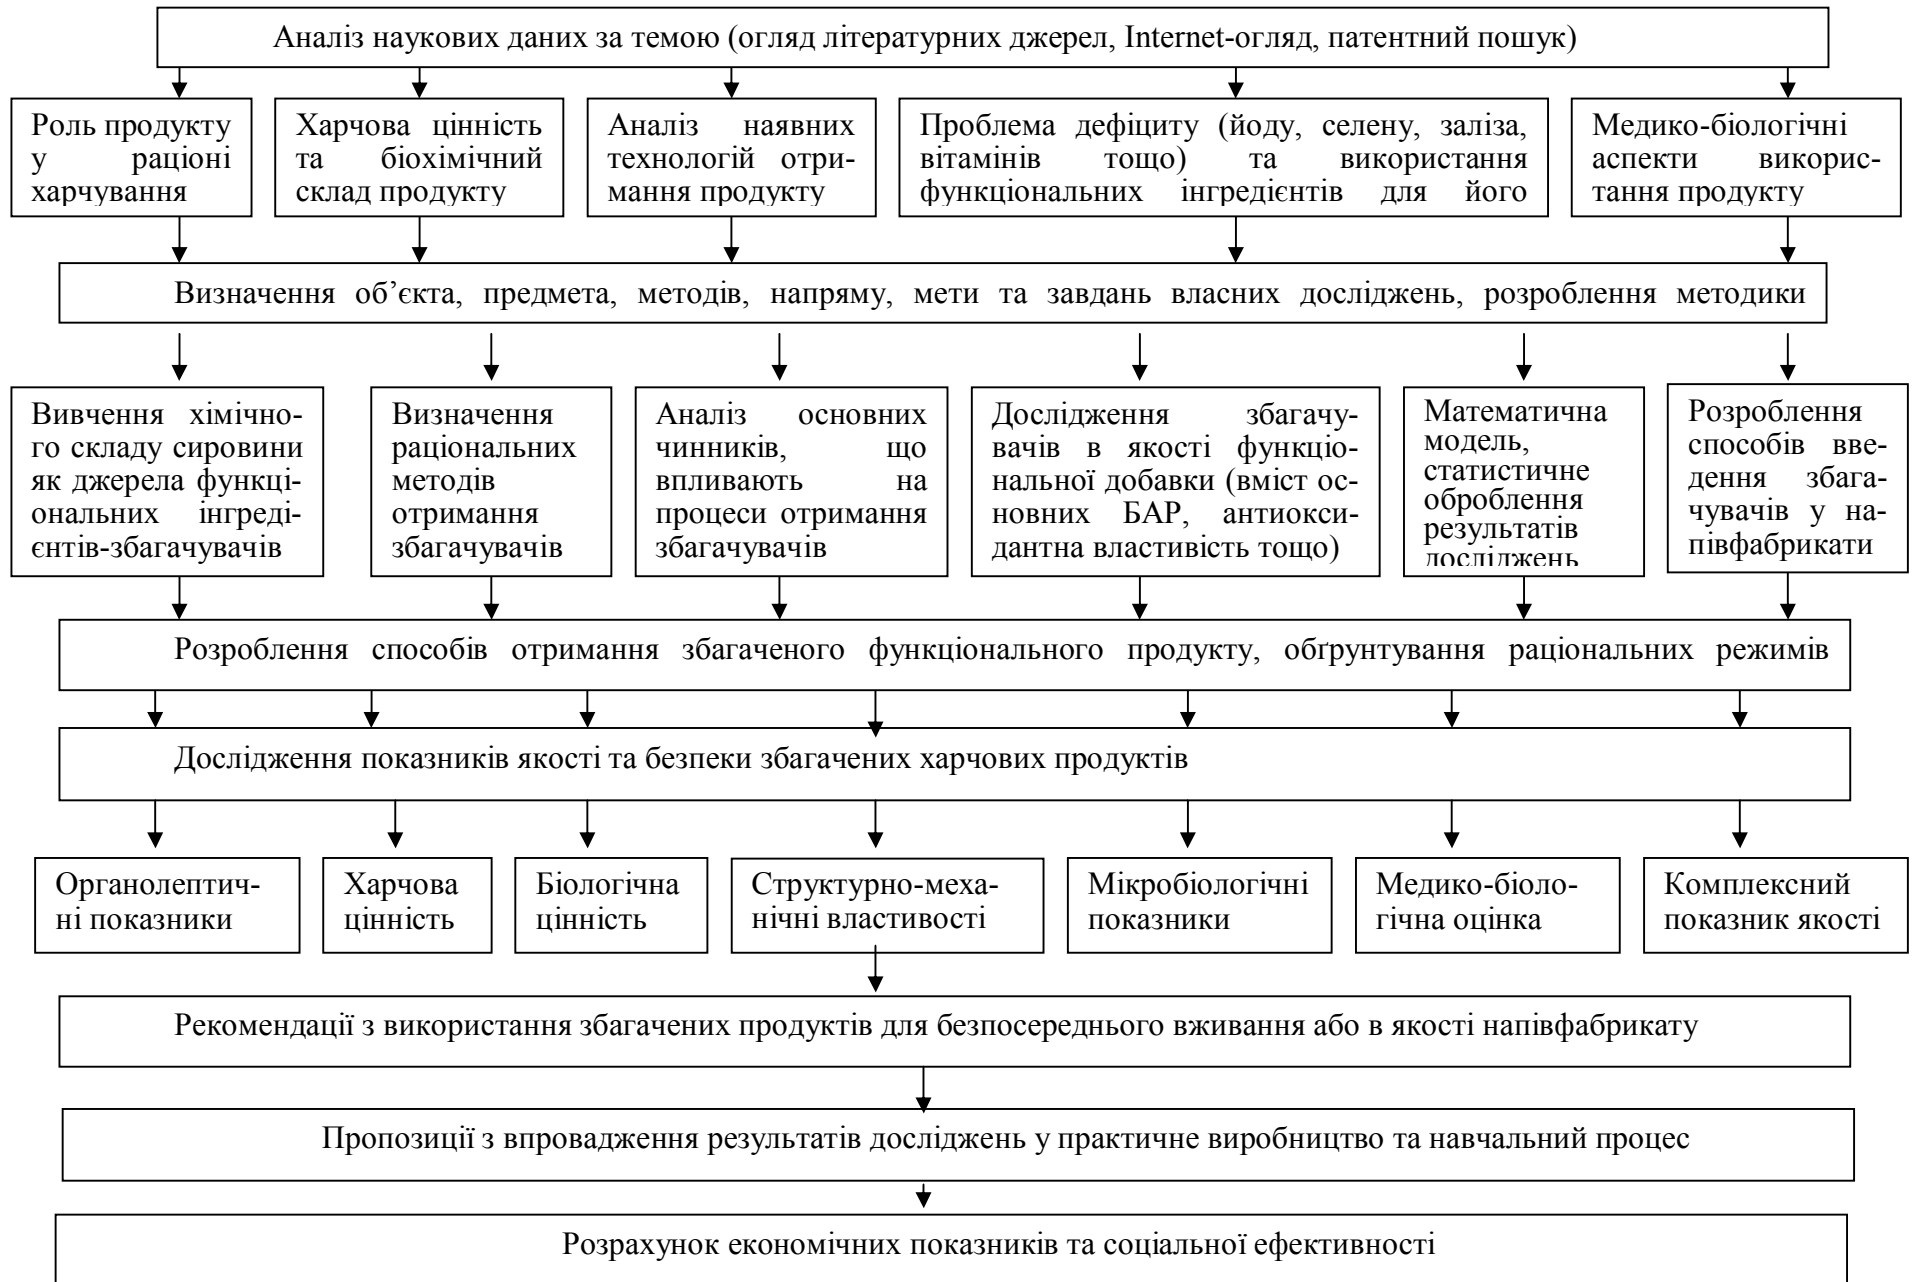 Аналіз наукових даних за темою (огляд літературних джерел, Internet-огляд, патентний пошук)
Роль продукту
у раціоні
харчування
Харчова цінність
та біохімічний
склад продукту
Аналіз наявних
технологій отри-
мання продукту
Проблема дефіциту (йоду, селену, заліза,
вітамінів тощо) та використання
функціональних інгредієнтів для його
Медико-біологічні
аспекти викорис-
тання продукту
Визначення об’єкта, предмета, методів, напряму, мети та завдань власних досліджень, розроблення методики
Вивчення хімічно-
го складу сировини
як джерела функці-
ональних інгреді-
єнтів-збагачувачів
Визначення
раціональних
методів
отримання
збагачувачів
Аналіз основних
чинників, що
впливають на
процеси отримання
збагачувачів
Дослідження збагачу-
вачів в якості функціо-
нальної добавки (вміст ос-
новних БАР, антиокси-
дантна властивість тощо)
Математична
модель,
статистичне
оброблення
результатів
досліджень
Розроблення
способів вве-
дення збага-
чувачів у на-
півфабрикати
Розроблення способів отримання збагаченого функціонального продукту, обґрунтування раціональних режимів
Дослідження показників якості та безпеки збагачених харчових продуктів
Органолептич-
ні показники
Харчова
цінність
Біологічна
цінність
Структурно-меха-
нічні властивості
Мікробіологічні
показники
Медико-біоло-
гічна оцінка
Комплексний
показник якості
Рекомендації з використання збагачених продуктів для безпосереднього вживання або в якості напівфабрикату
Пропозиції з впровадження результатів досліджень у практичне виробництво та навчальний процес
Розрахунок економічних показників та соціальної ефективності